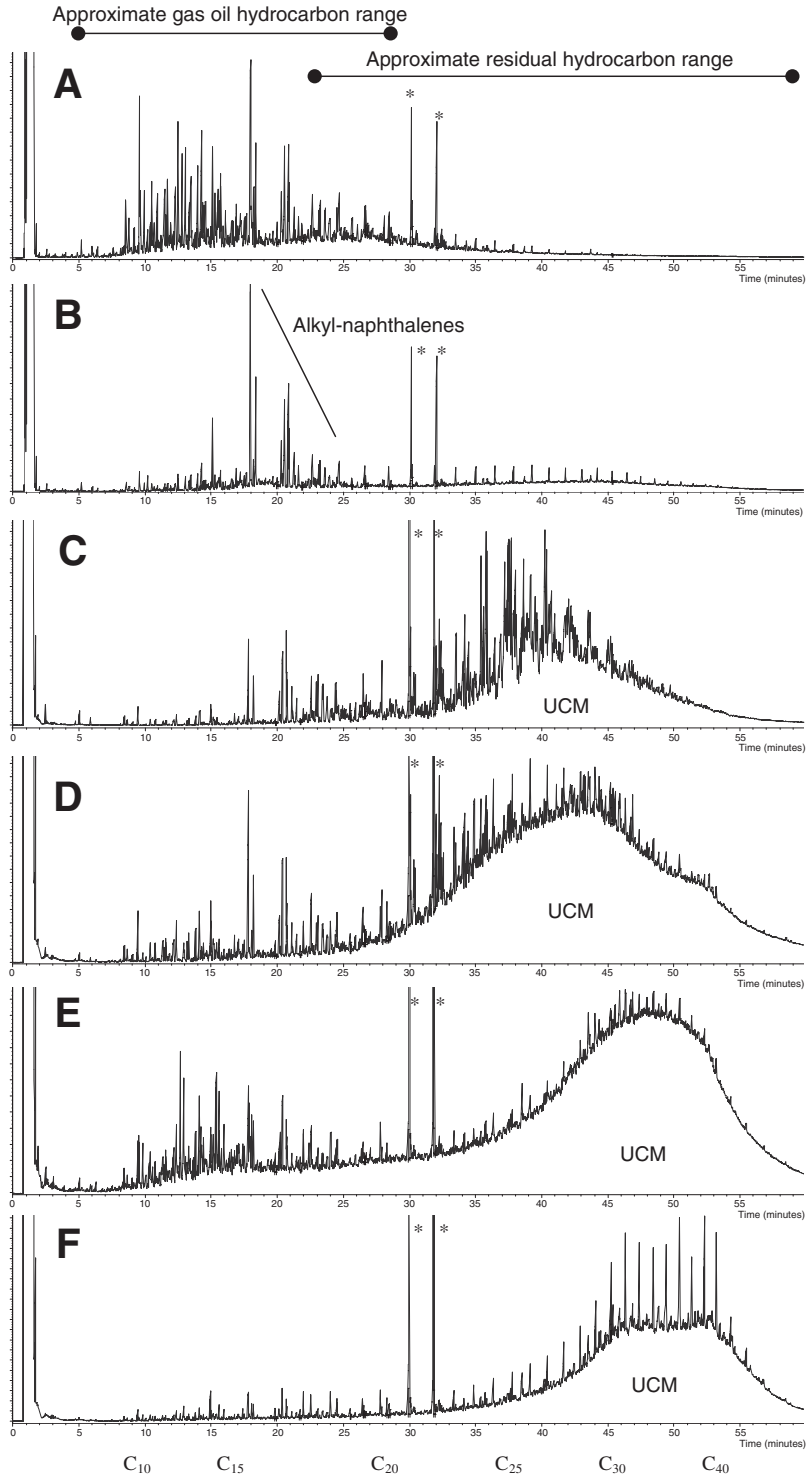 Approximate gas oil hydrocarbon range
Approximate residual hydrocarbon range
A
* *
0 5 10 15 20 25 30 35 40 45 50 55
Time (minutes)
B
Alkyl-naphthalenes
* *
0 5 10 15 20 25 30 35 40 45 50 55
Time (minutes)
C
* *
UCM
0 5 10 15 20 25 30 35 40 45 50 55
Time (minutes)
D
* *
UCM
0 5 10 15 20 25 30 35 40 45 50 55
Time (minutes)
E
* *
UCM
0 5 10 15 20 25 30 35 40 45 50 55
Time (minutes)
F
* *
UCM
0 5 10 15 20 25 30 35 40 45 50 55
Time (minutes)
C10 C15 C20 C25 C30 C40